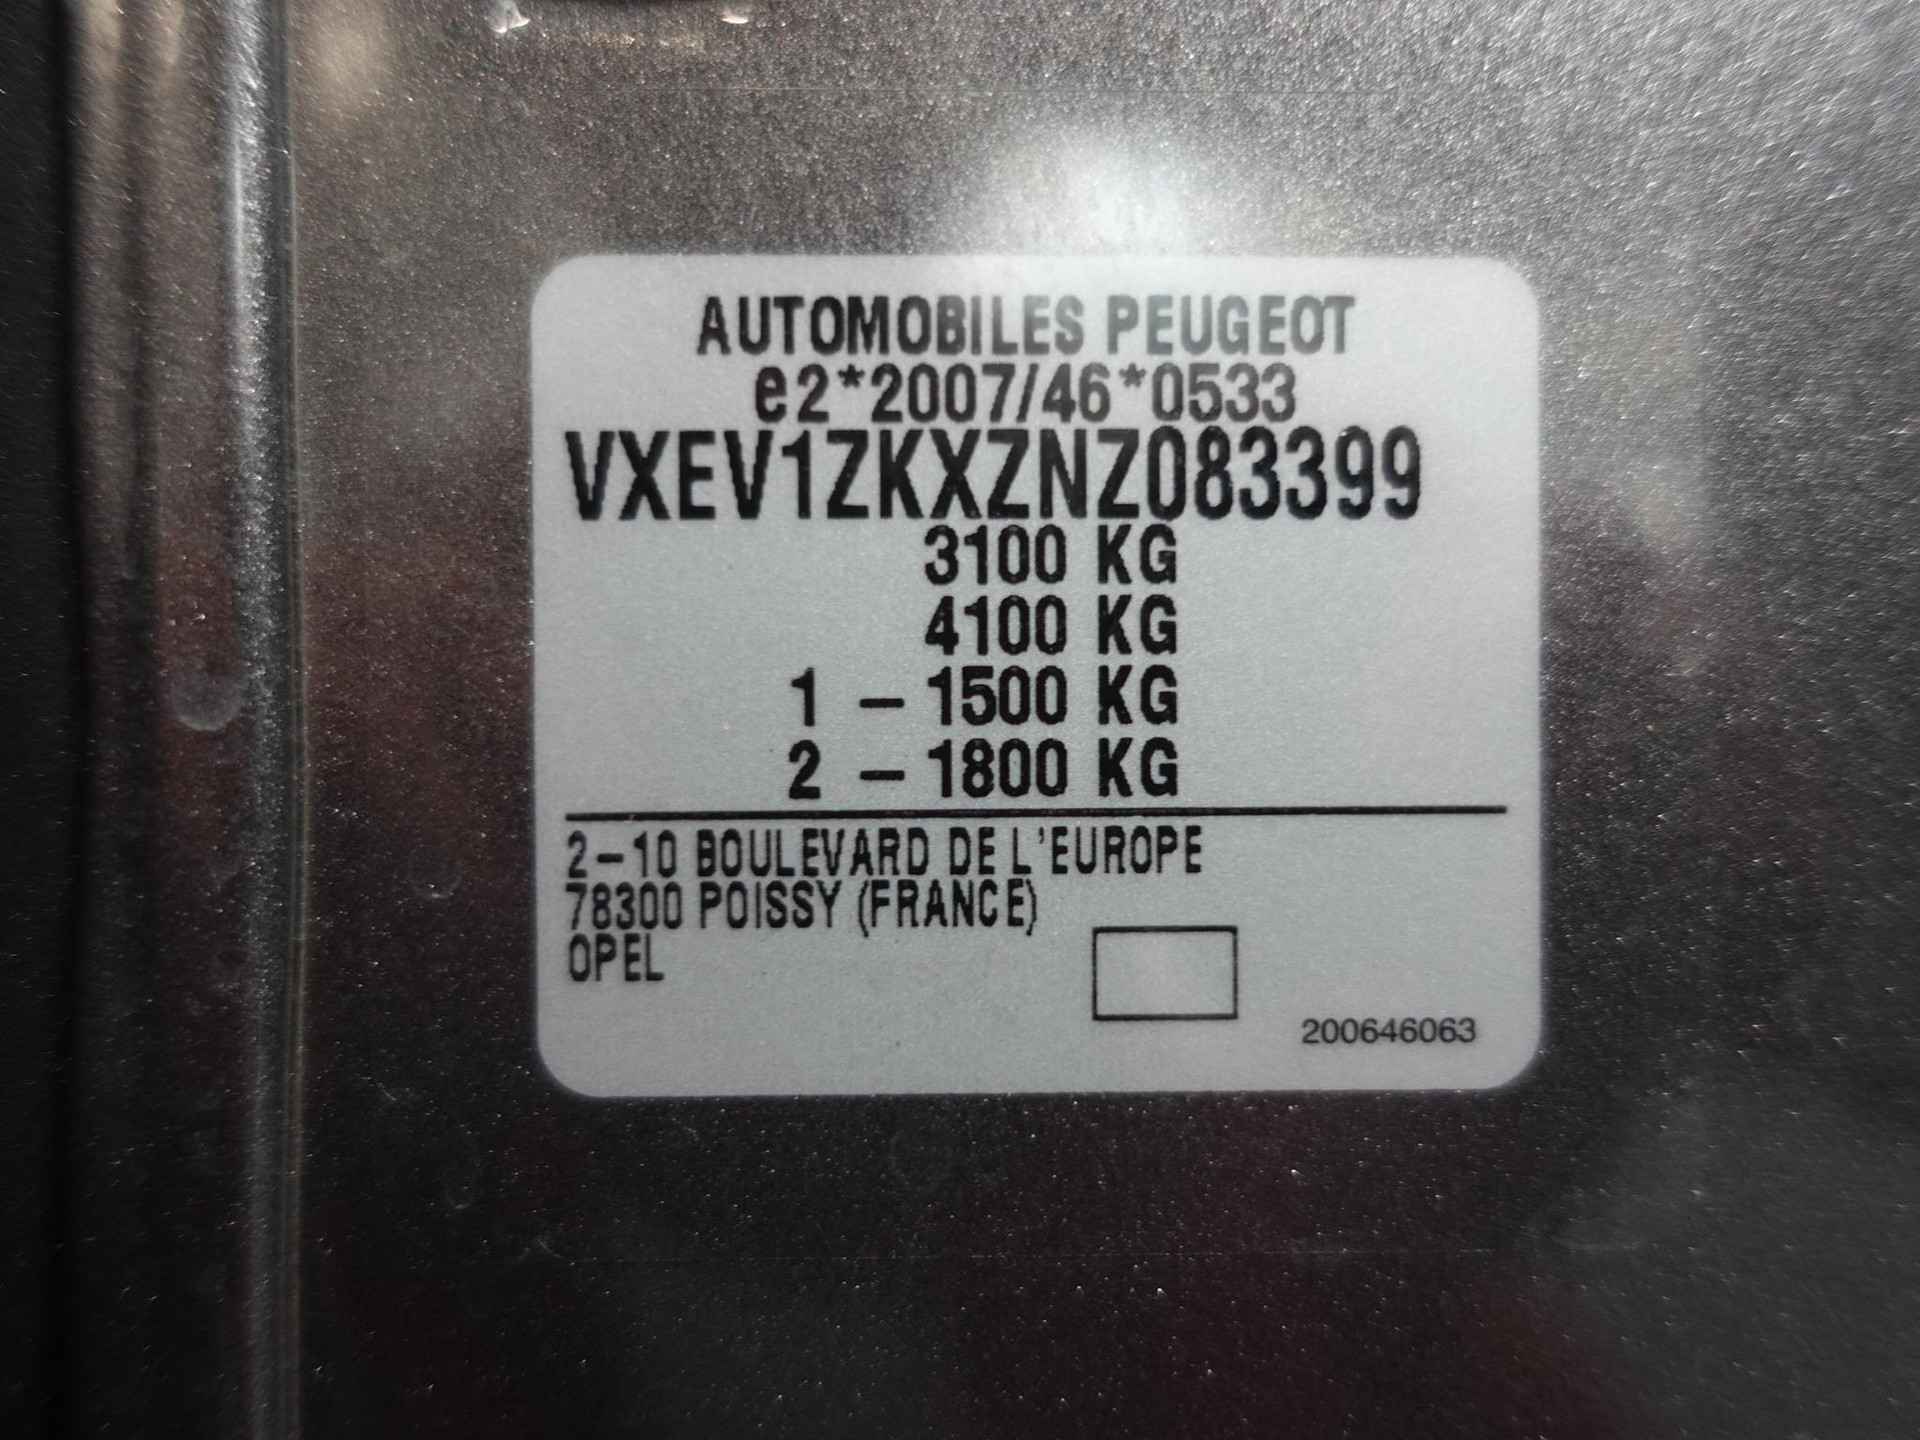 AUTOMOBILES PEUGEOT
e2*2007/46*0533
VXEV1ZKXZNZ083399
3100 KG
4100 KG
1 – 1500 KG
2 – 1800 KG
2–10 BOULEVARD DE L'EUROPE
78300 POISSY (FRANCE)
OPEL
200646063